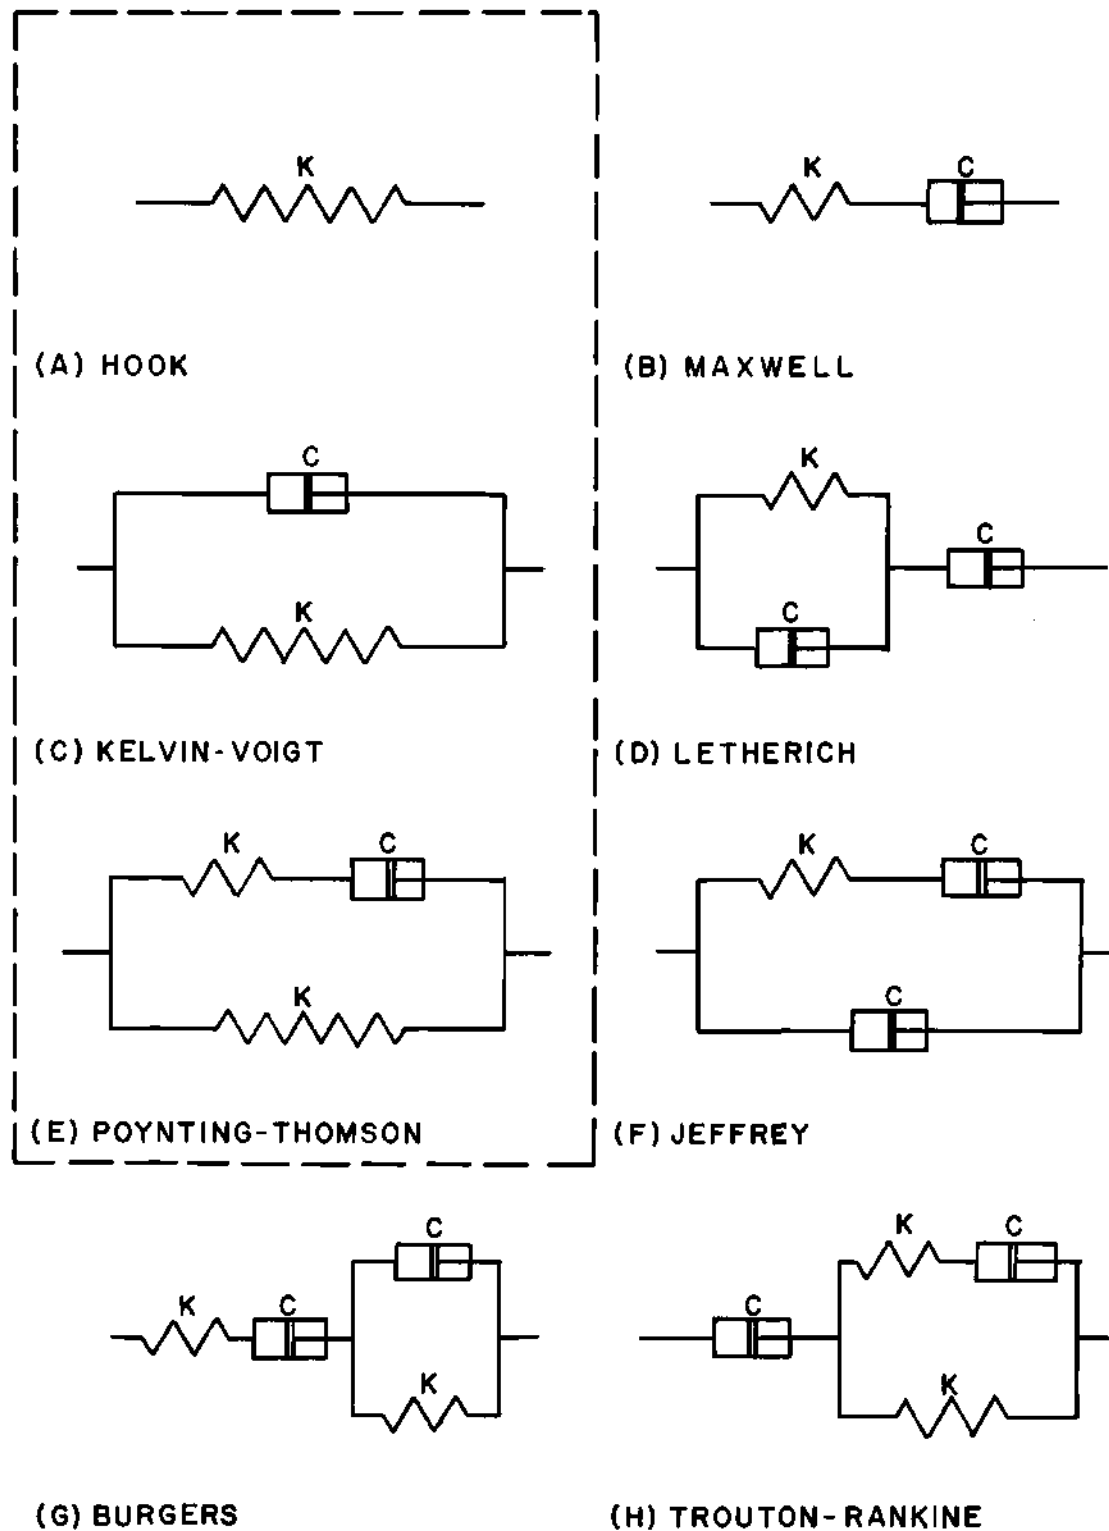 K
K C
(A) HOOK
(B) MAXWELL
C
K
C
K
C
(C) KELVIN-VOIGT
(D) LETHERICH
K C
K C
K
C
(E) POYNTING-THOMSON
(F) JEFFREY
C
K C
K C
K
K
(G) BURGERS
(H) TROUTON-RANKINE